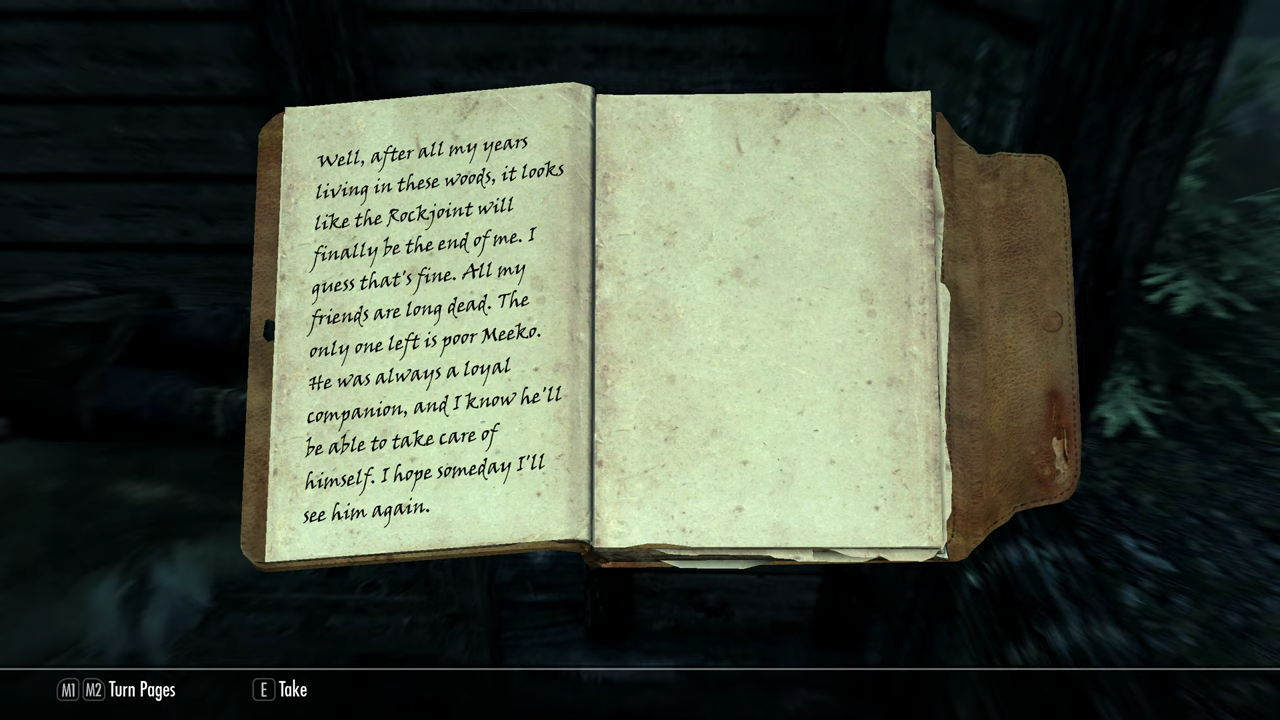 Well, after all my years
living in these woods, it looks
like the Rockjoint will
finally be the end of me. I
guess that's fine. All my
friends are long dead. The
only one left is poor Meeko.
He was always a loyal
companion, and I know he'll
be able to take care of
himself. I hope someday I'll
see him again.
M1 M2 Turn Pages
E Take